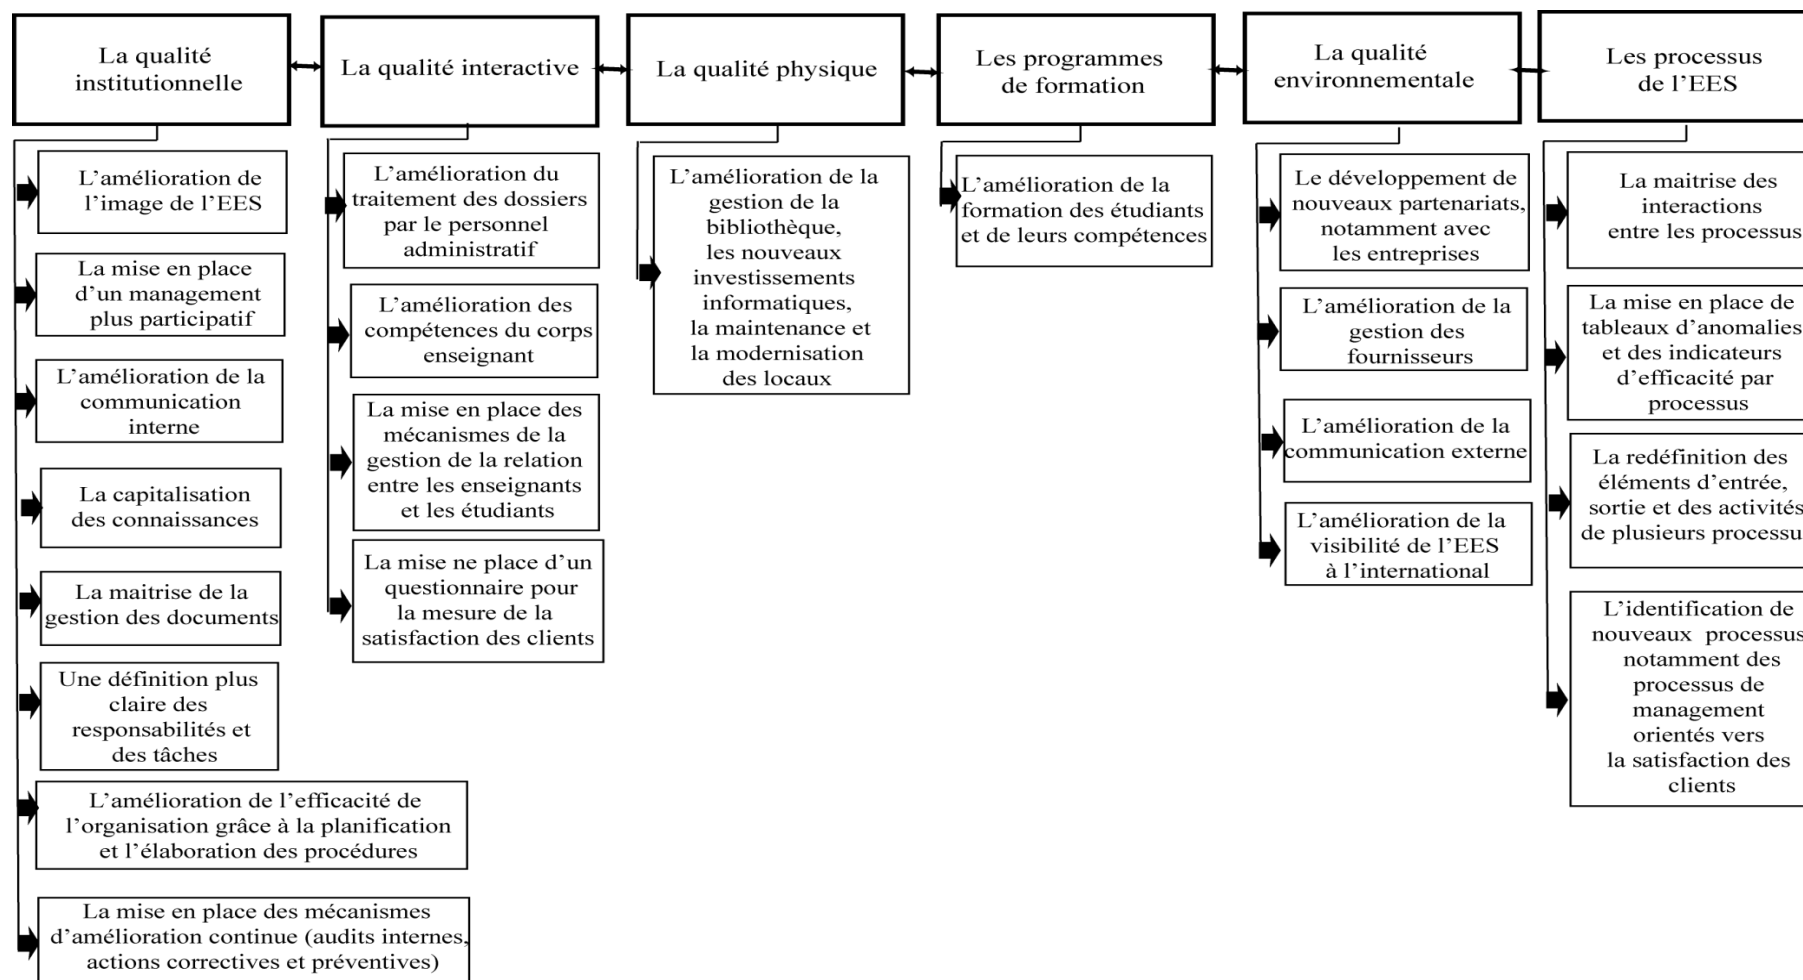 La qualité
institutionnelle
L'amélioration de
l'image de l'EES
La mise en place
d'un management
plus participatif
L'amélioration de la
communication
interne
La capitalisation
des connaissances
La maitrise de la
gestion des documents
Une définition plus
claire des
responsabilités et
des tâches
L'amélioration de l'efficacité de
l'organisation grâce à la planification
et l'élaboration des procédures
La mise en place des mécanismes
d'amélioration continue (audits internes,
actions correctives et préventives)
La qualité interactive
L'amélioration du
traitement des dossiers
par le personnel
administratif
L'amélioration des
compétences du corps
enseignant
La mise en place des
mécanismes de la
gestion de la relation
entre les enseignants
et les étudiants
La mise ne place d'un
questionnaire pour
la mesure de la
satisfaction des clients
La qualité physique
L'amélioration de la
gestion de la
bibliothèque,
les nouveaux
investissements
informatiques,
la maintenance et
la modernisation
des locaux
Les programmes
de formation
L'amélioration de la
formation des étudiants
et de leurs compétences
La qualité
environnementale
Le développement de
nouveaux partenariats,
notamment avec
les entreprises
L'amélioration de la
gestion des
fournisseurs
L'amélioration de la
communication externe
L'amélioration de la
visibilité de l'EES
à l'international
Les processus
de l'EES
La maitrise des
interactions
entre les processus
La mise en place de
tableaux d'anomalies
et des indicateurs
d'efficacité par
processus
La redéfinition des
éléments d'entrée,
sortie et des activités
de plusieurs processu
L'identification de
nouveaux processus
notamment des
processus de
management
orientés vers
la satisfaction des
clients